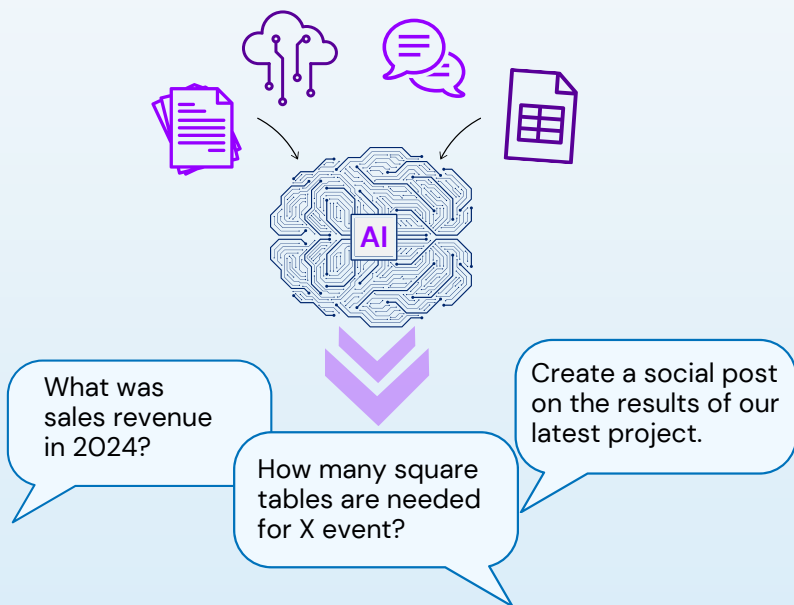 AI
What was
sales revenue
in 2024?
How many square
tables are needed
for X event?
Create a social post
on the results of our
latest project.